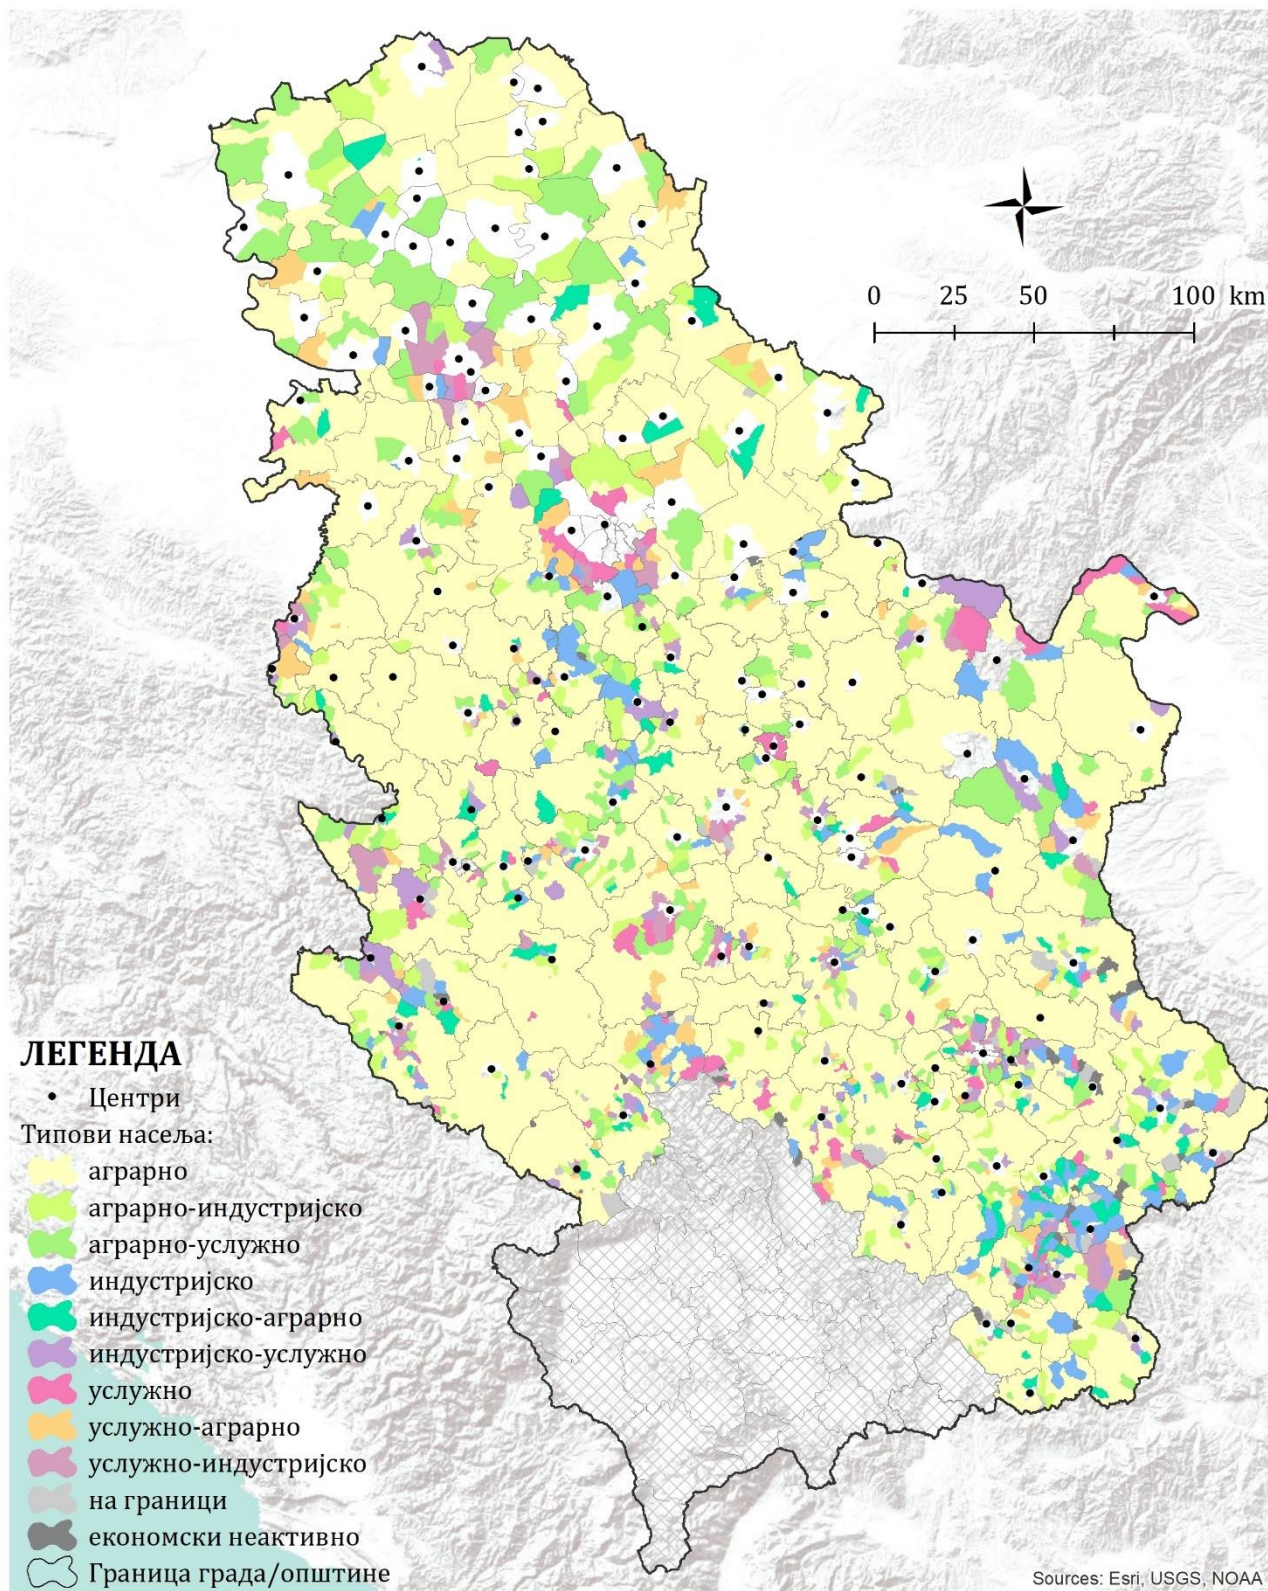 0 25 50 100 km
ЛЕГЕНДА
Центри
Типови насеља:
аграрно
аграрно-индустријско
аграрно-услужно
индустријско
индустријско-аграрно
индустријско-услужно
услужно
услужно-аграрно
услужно-индустријско
на граници
економски неактивно
Граница града/општине
Sources: Esri, USGS, NOAA